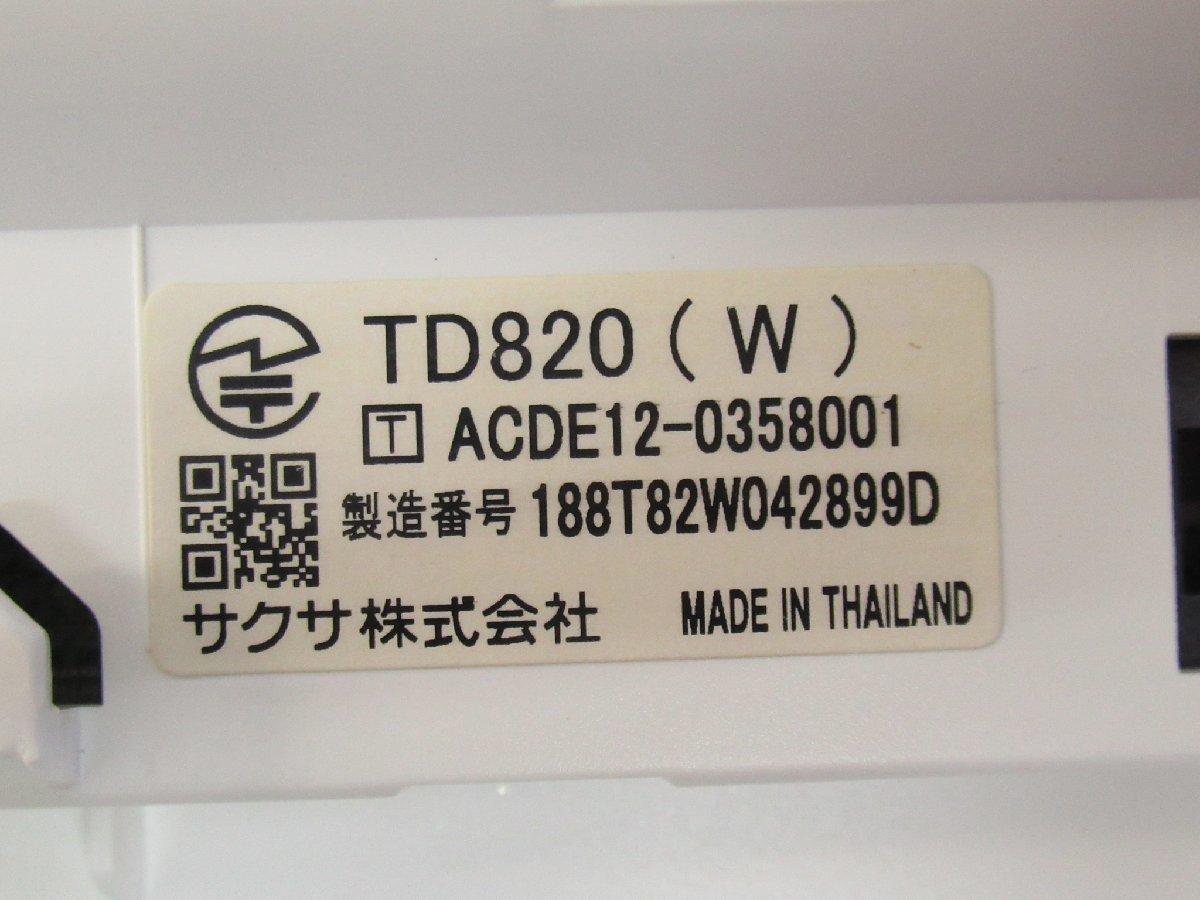 TD820(W)
T ACDE12-0358001
製造番号 188T82W042899D
サクサ株式会社 MADE IN THAILAND